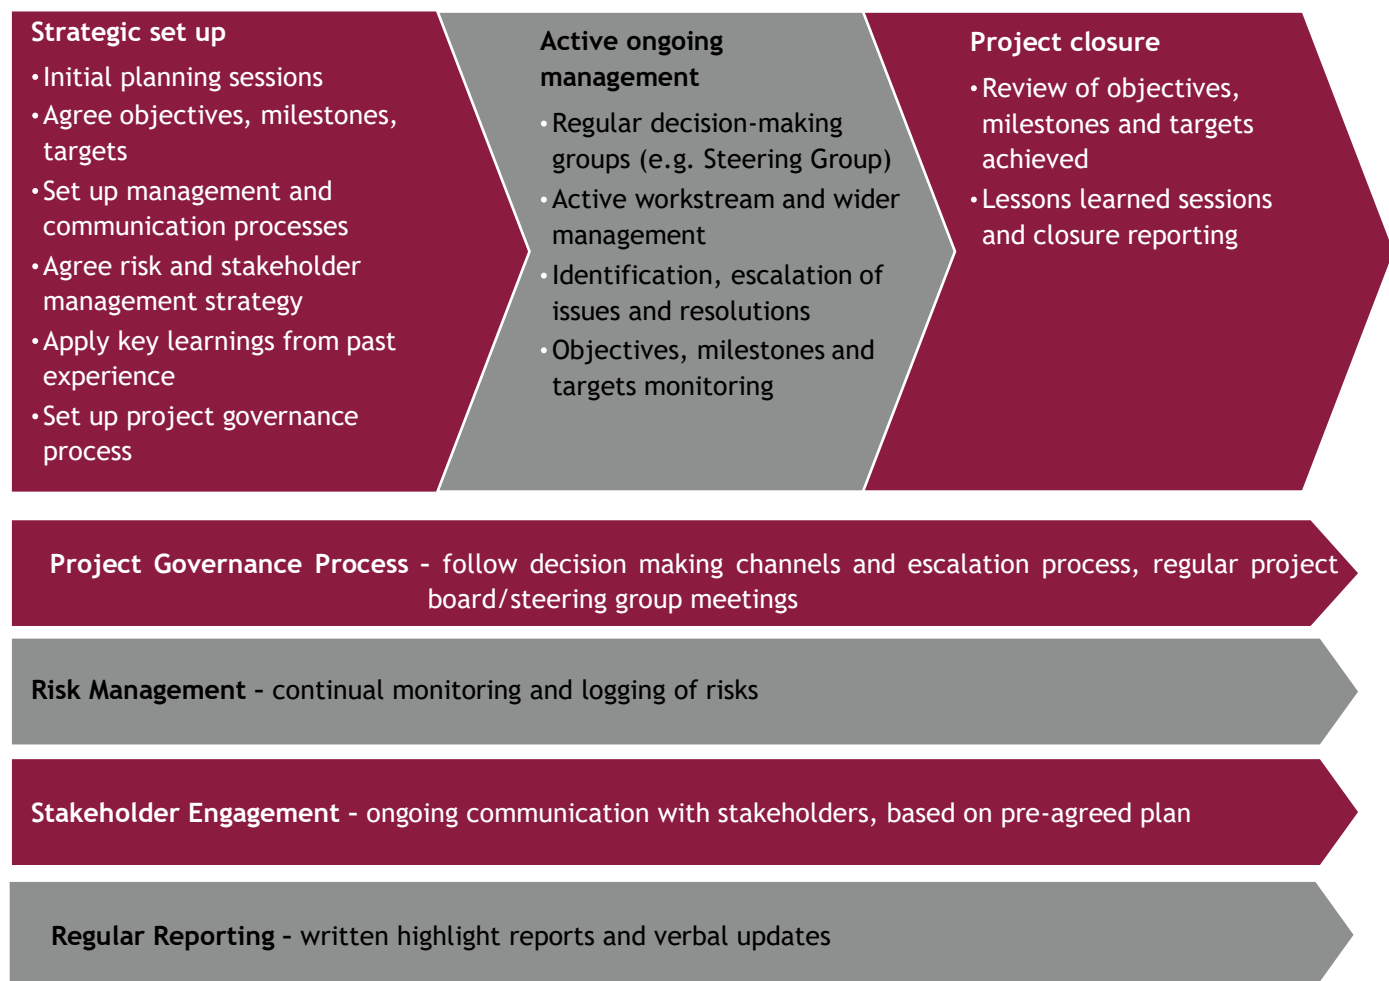 Strategic set up
• Initial planning sessions
• Agree objectives, milestones,
targets
• Set up management and
communication processes
• Agree risk and stakeholder
management strategy
• Apply key learnings from past
experience
• Set up project governance
process
Active ongoing
management
• Regular decision-making
groups (e.g. Steering Group)
• Active workstream and wider
management
• Identification, escalation of
issues and resolutions
• Objectives, milestones and
targets monitoring
Project closure
• Review of objectives,
milestones and targets
achieved
• Lessons learned sessions
and closure reporting
Project Governance Process – follow decision making channels and escalation process, regular project
board/steering group meetings
Risk Management – continual monitoring and logging of risks
Stakeholder Engagement – ongoing communication with stakeholders, based on pre-agreed plan
Regular Reporting – written highlight reports and verbal updates